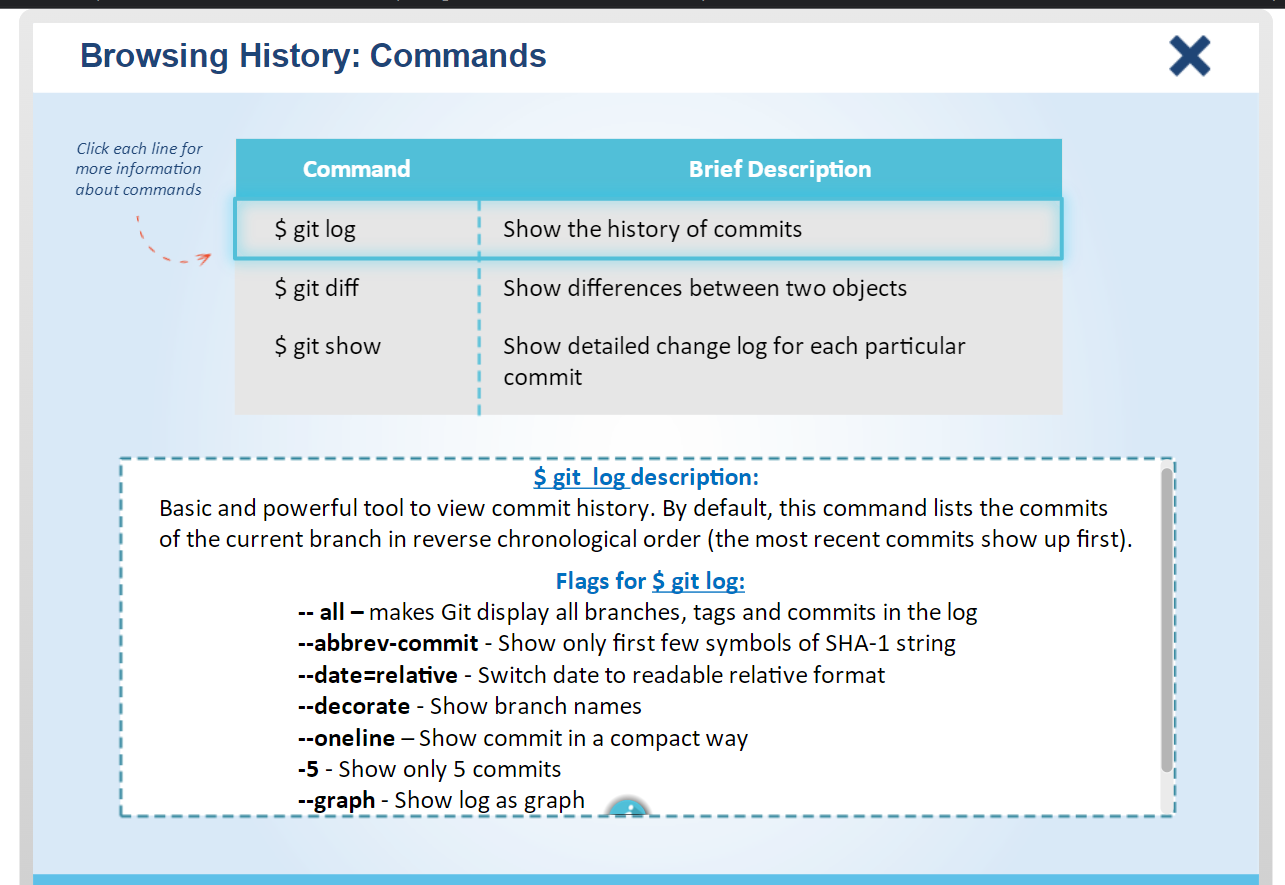 Browsing History: Commands
Click each line for
more information
about commands
Command Brief Description
$ git log Show the history of commits
$ git diff Show differences between two objects
$ git show Show detailed change log for each particular
commit
$ git  log description:
Basic and powerful tool to view commit history. By default, this command lists the commits
of the current branch in reverse chronological order (the most recent commits show up first).
Flags for $ git log:
-- all – makes Git display all branches, tags and commits in the log
--abbrev-commit - Show only first few symbols of SHA-1 string
--date=relative - Switch date to readable relative format
--decorate - Show branch names
--oneline – Show commit in a compact way
-5 - Show only 5 commits
--graph - Show log as graph